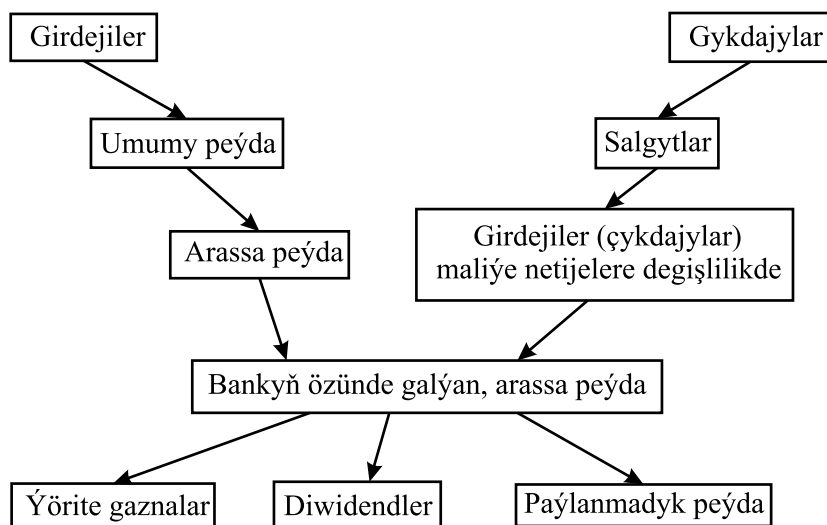 Girdejiler
Gykdajylar
Umumy peýda
Salgytlar
Arassa peýda
Girdejiler (çykdajylar)
maliýe netijelere degişlilikde
Bankyň özünde galýan, arassa peýda
Ýörite gaznalar
Diwidendler
Paýlanmadyk peýda